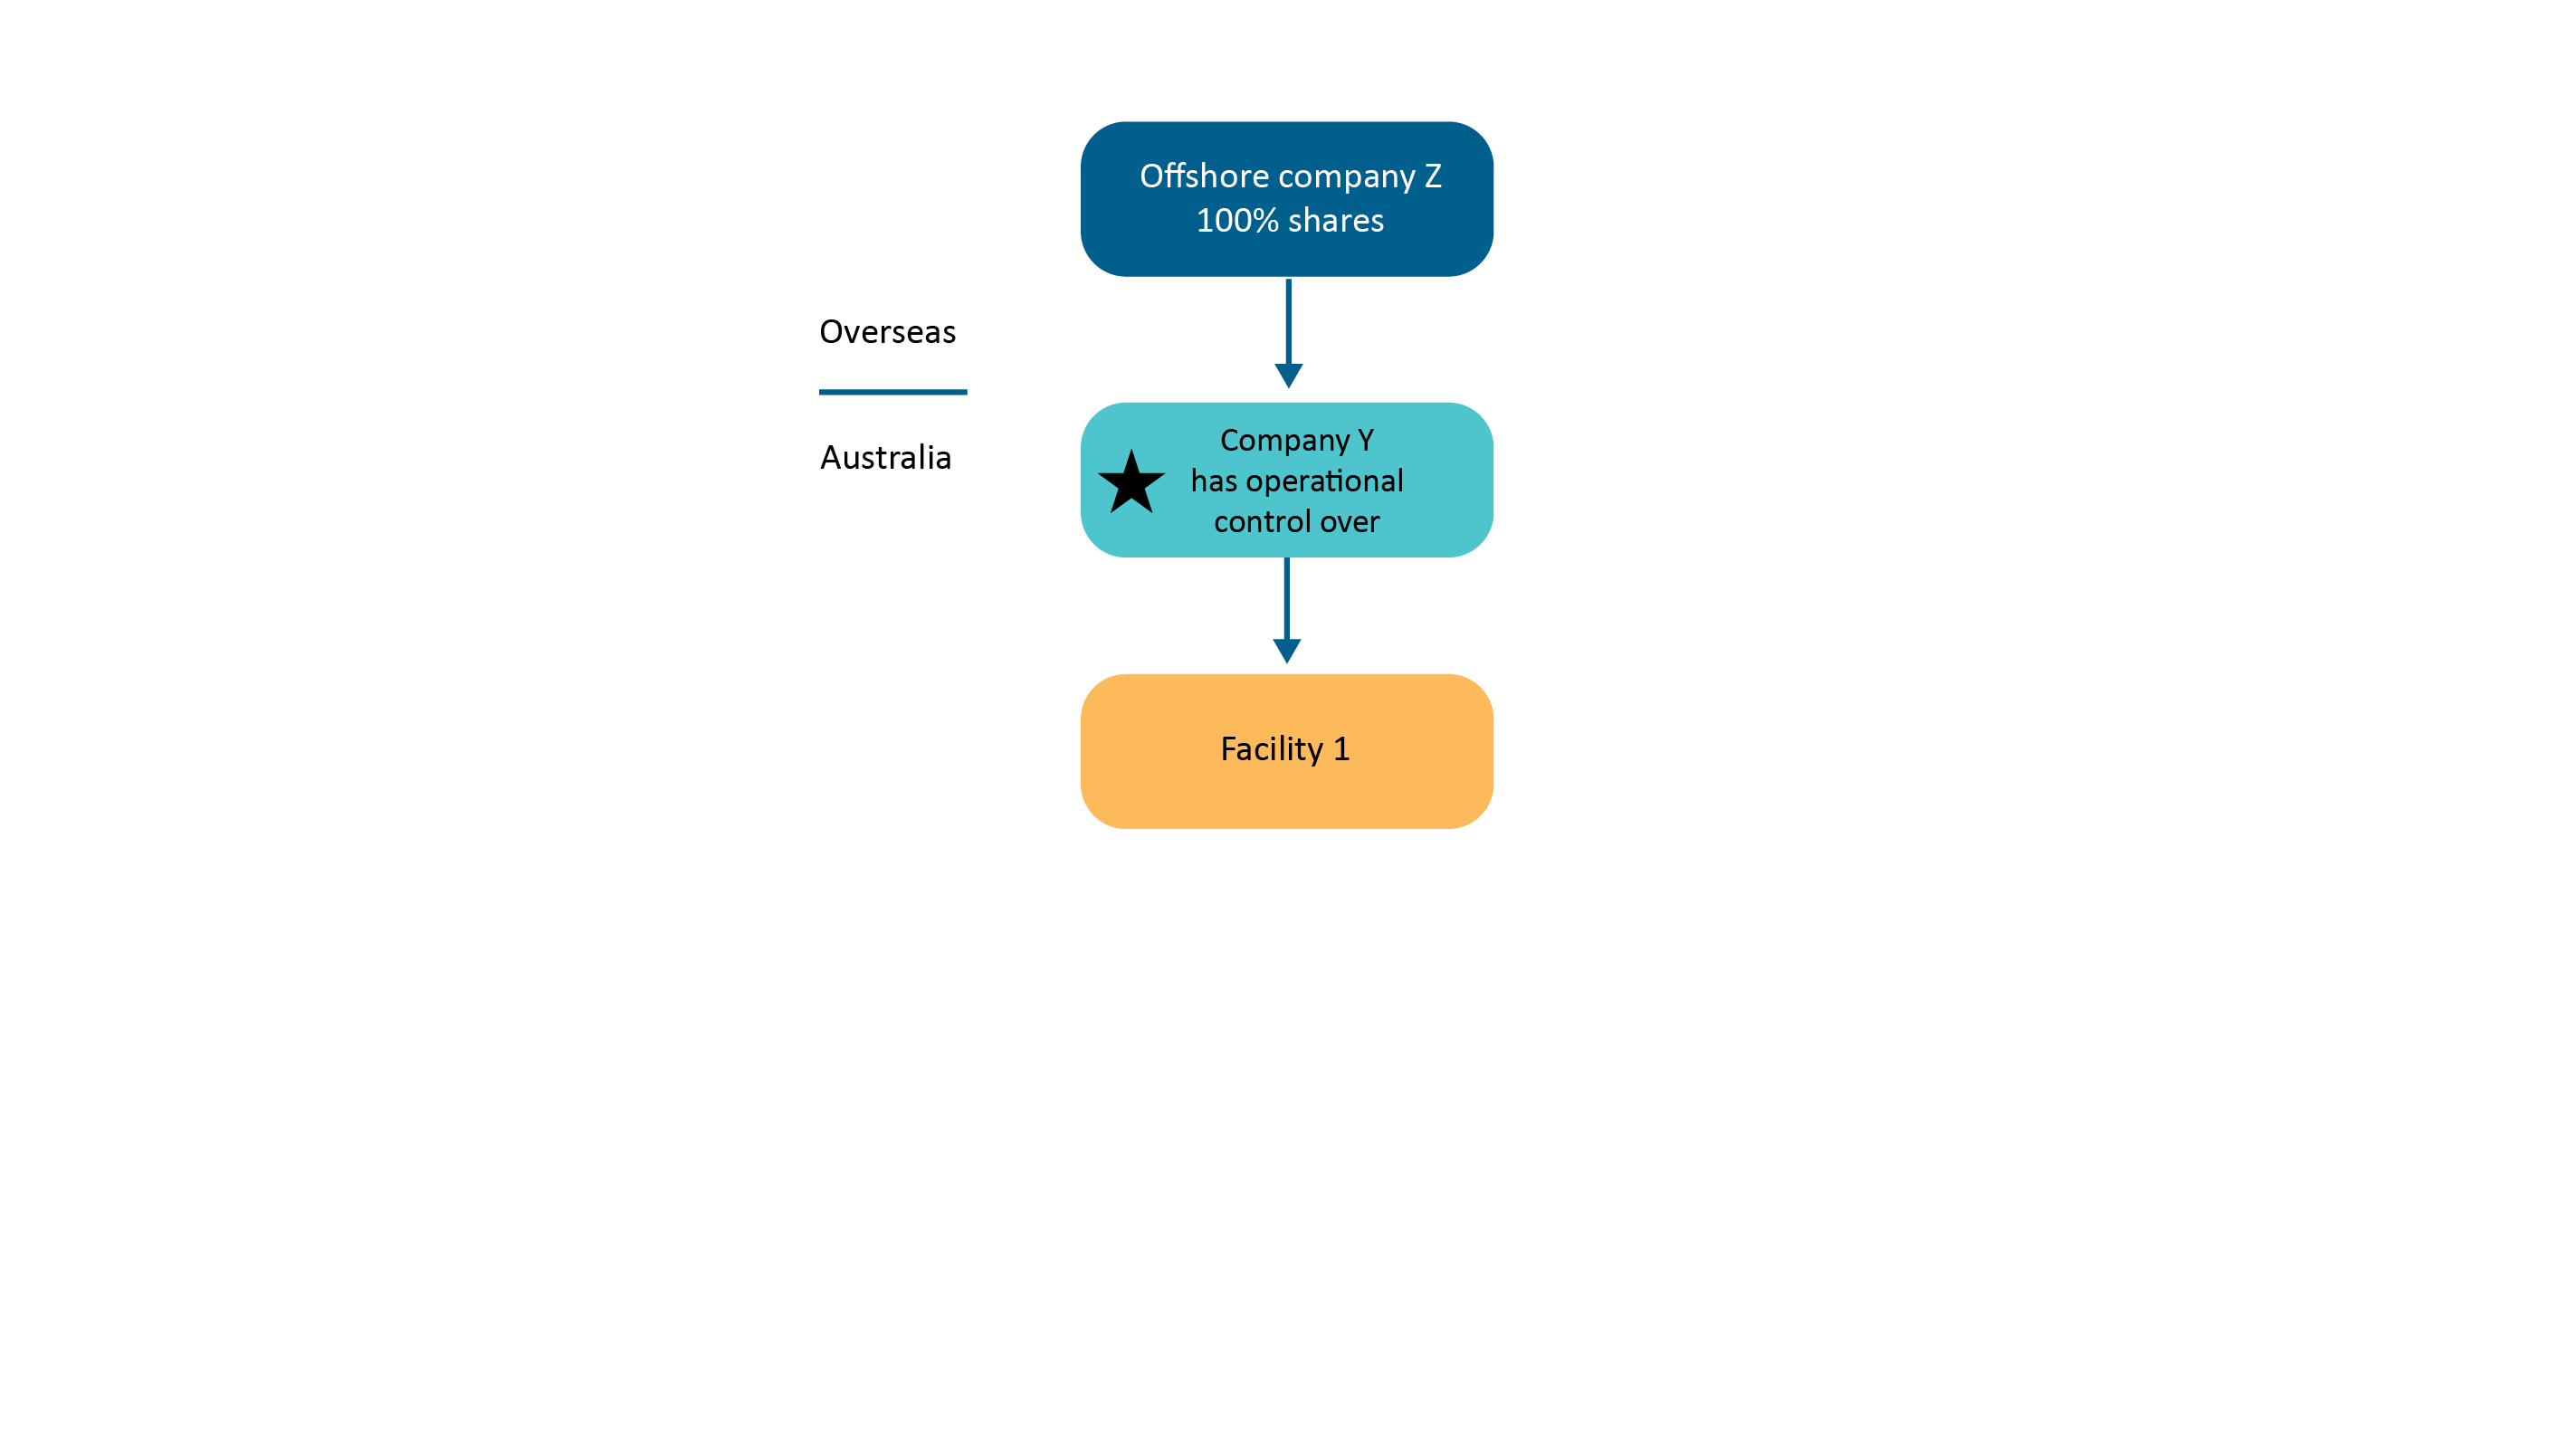 Offshore company Z
100% shares
Overseas
Australia
Company Y
has operational
control over
Facility 1